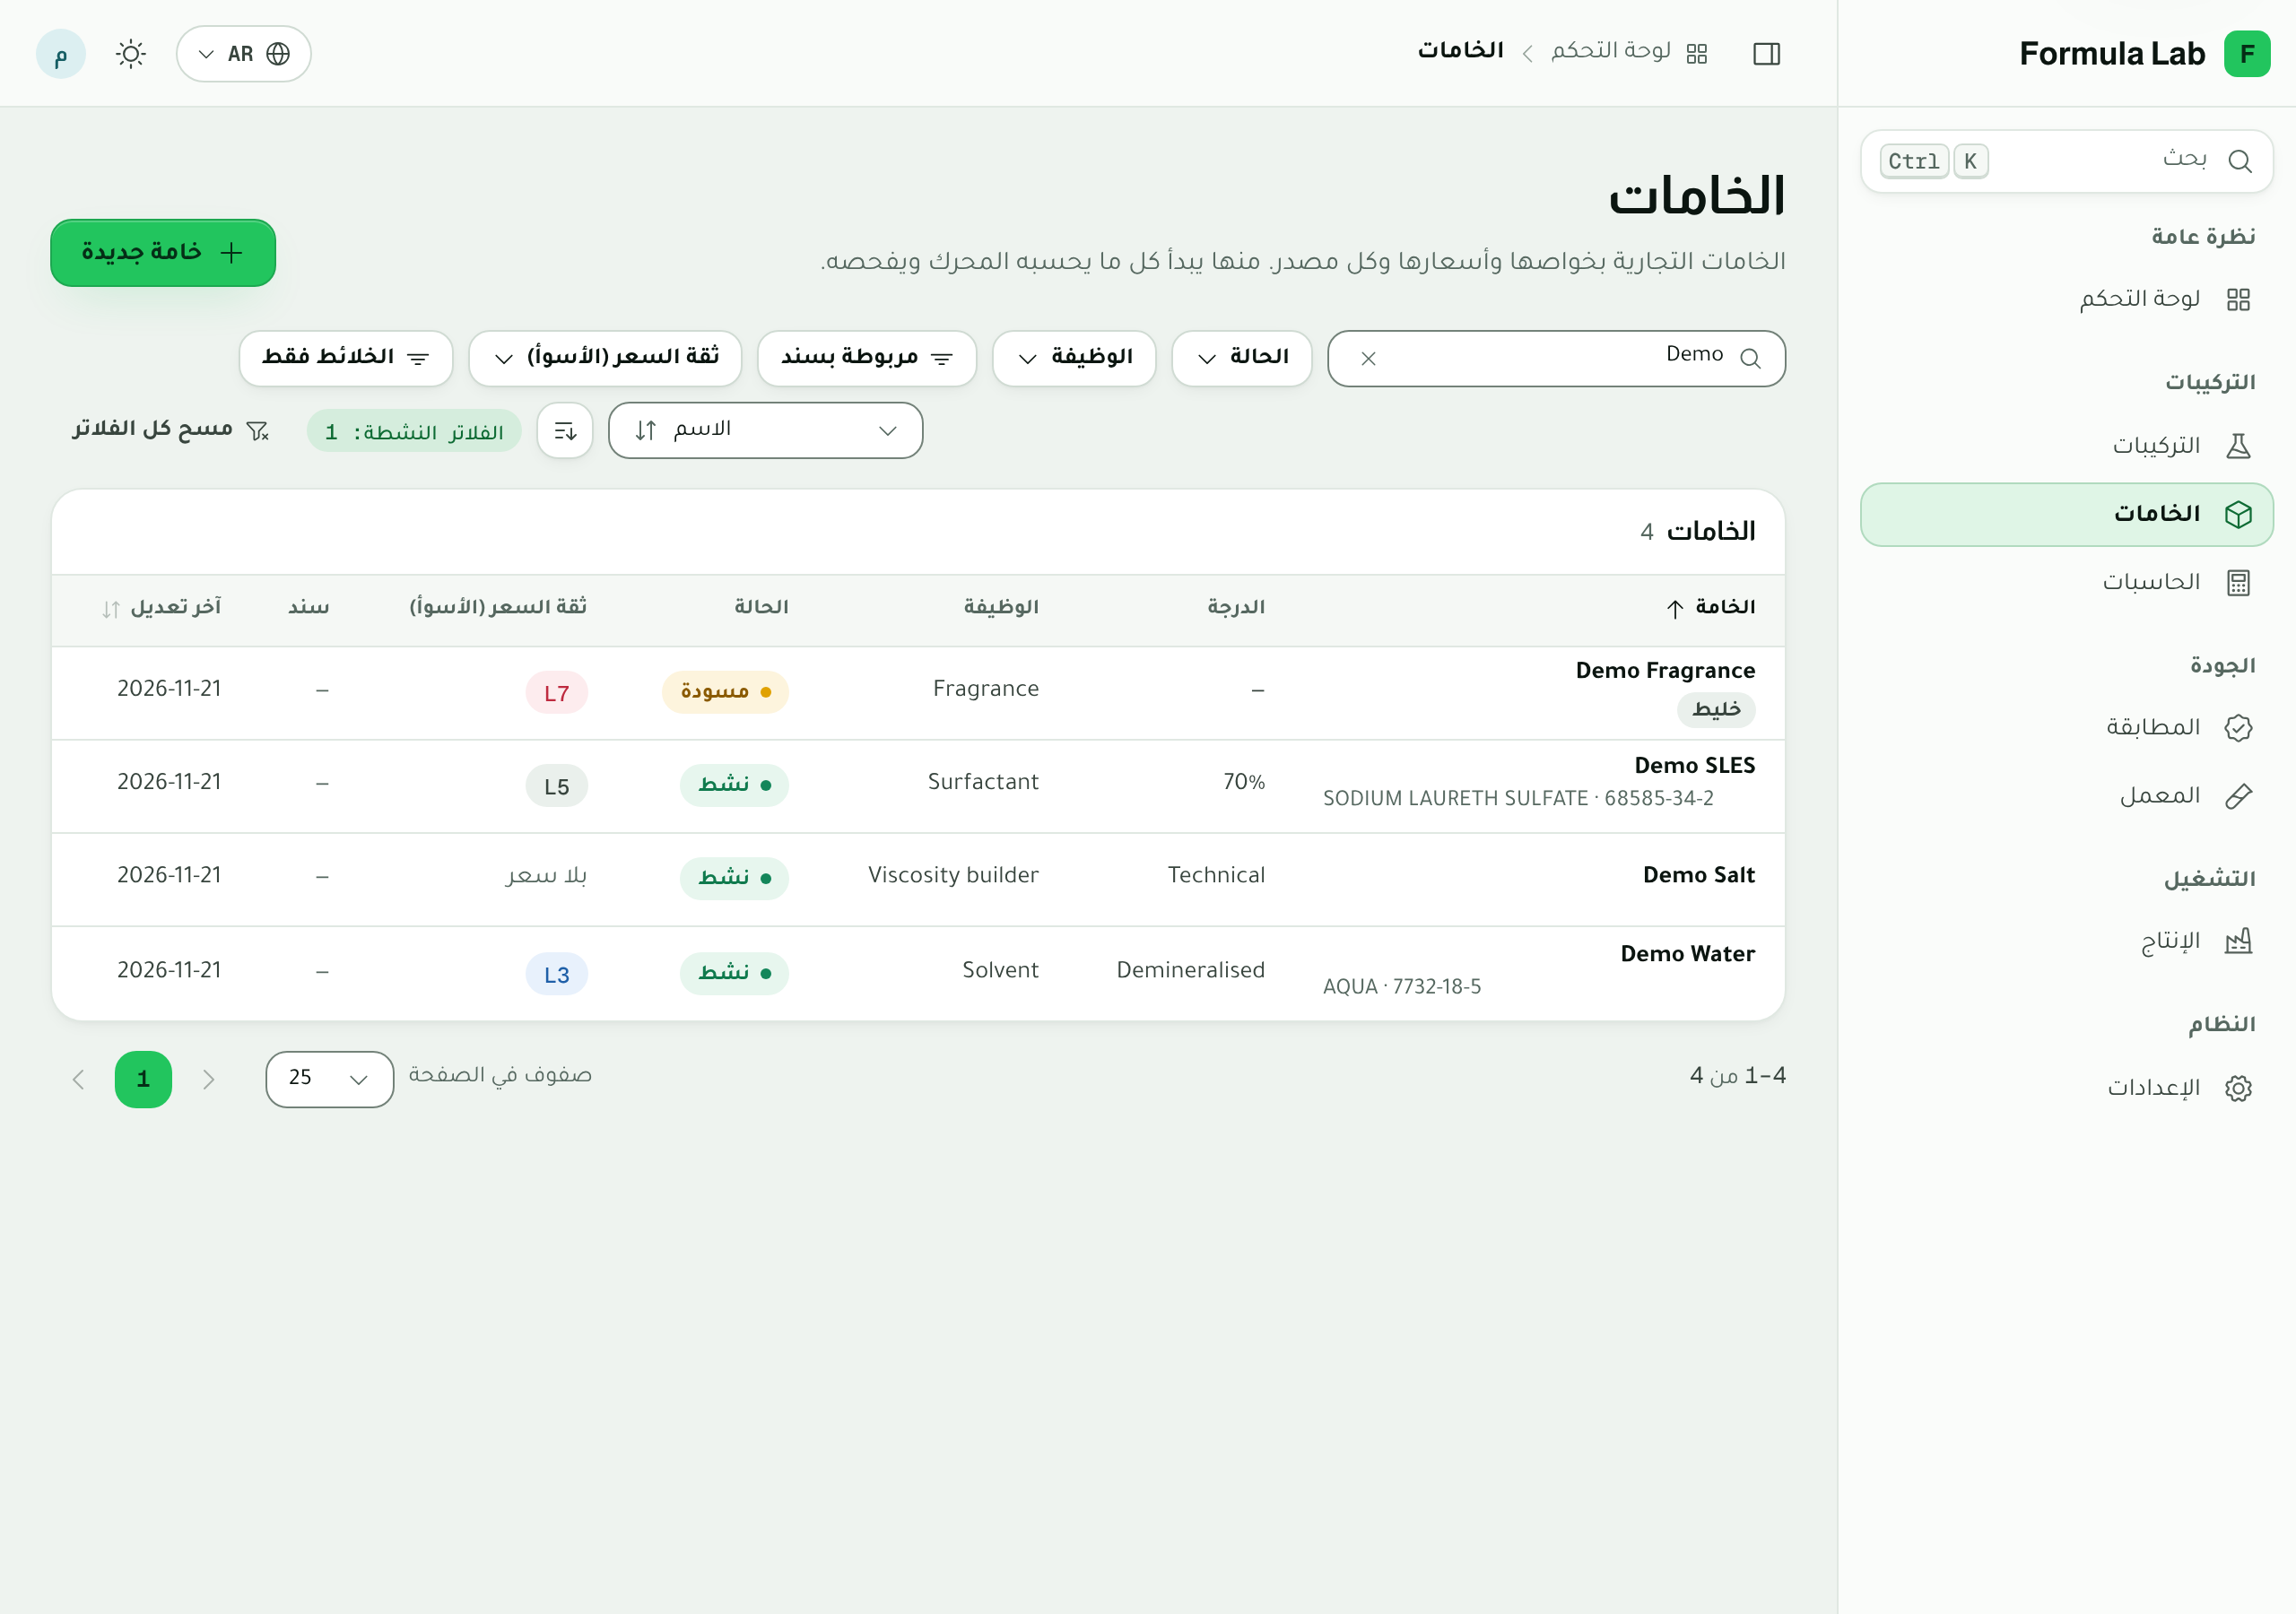 F Formula Lab
بحث Ctrl K
نظرة عامة
لوحة التحكم
التركيبات
التركيبات
الخامات
الحاسبات
الجودة
المطابقة
المعمل
التشغيل
الإنتاج
النظام
الإعدادات
لوحة التحكم الخامات
AR
م
الخامات
الخامات التجارية بخواصها وأسعارها وكل مصدر. منها يبدأ كل ما يحسبه المحرك ويفحصه.
خامة جديدة
Demo الحالة الوظيفة مربوطة بسند ثقة السعر (الأسوأ) الخلائط فقط
الاسم الفلاتر النشطة: 1 مسح كل الفلاتر
الخامات 4
الخامة الدرجة الوظيفة الحالة ثقة السعر (الأسوأ) سند آخر تعديل
Demo Fragrance
خليط
– Fragrance مسودة L7 – 2026-11-21
Demo SLES
SODIUM LAURETH SULFATE · 68585-34-2
70% Surfactant نشط L5 – 2026-11-21
Demo Salt Technical Viscosity builder نشط بلا سعر – 2026-11-21
Demo Water
AQUA · 7732-18-5
Demineralised Solvent نشط L3 – 2026-11-21
1–4 من 4 صفوف في الصفحة 25 1